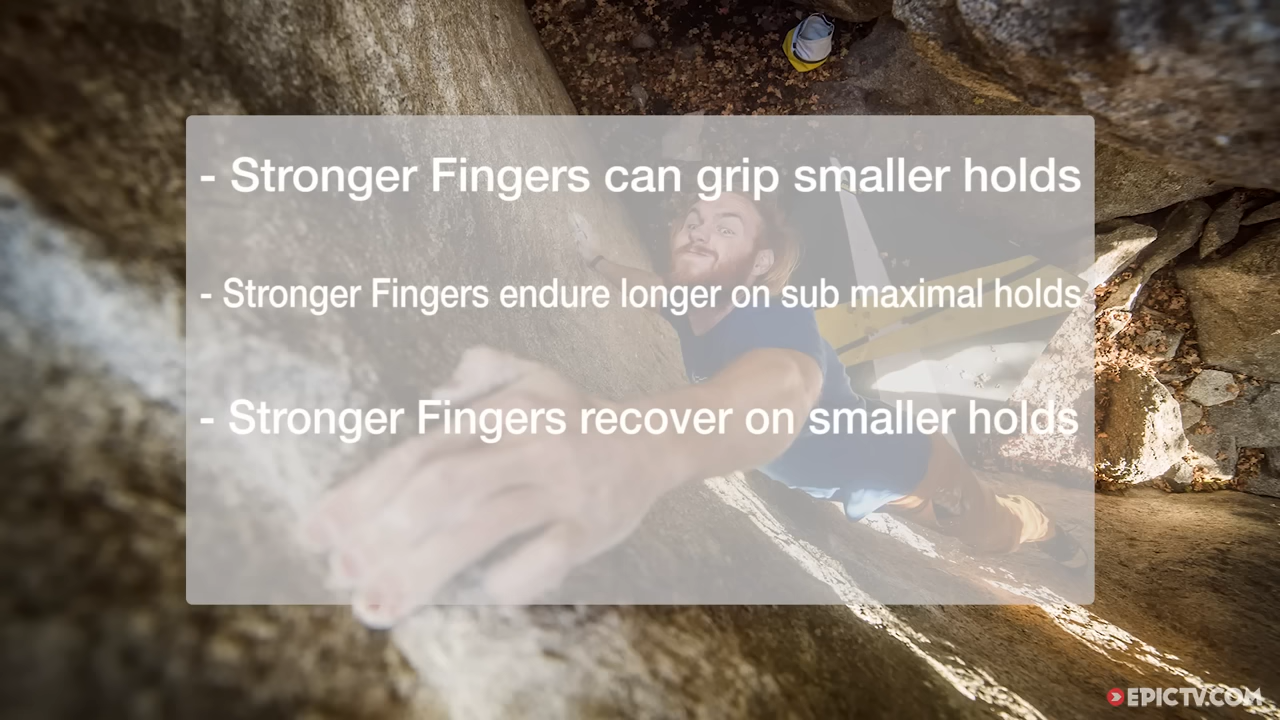 - Stronger Fingers can grip smaller holds
- Stronger Fingers endure longer on sub maximal holds
- Stronger Fingers recover on smaller holds
EPICTV.COM